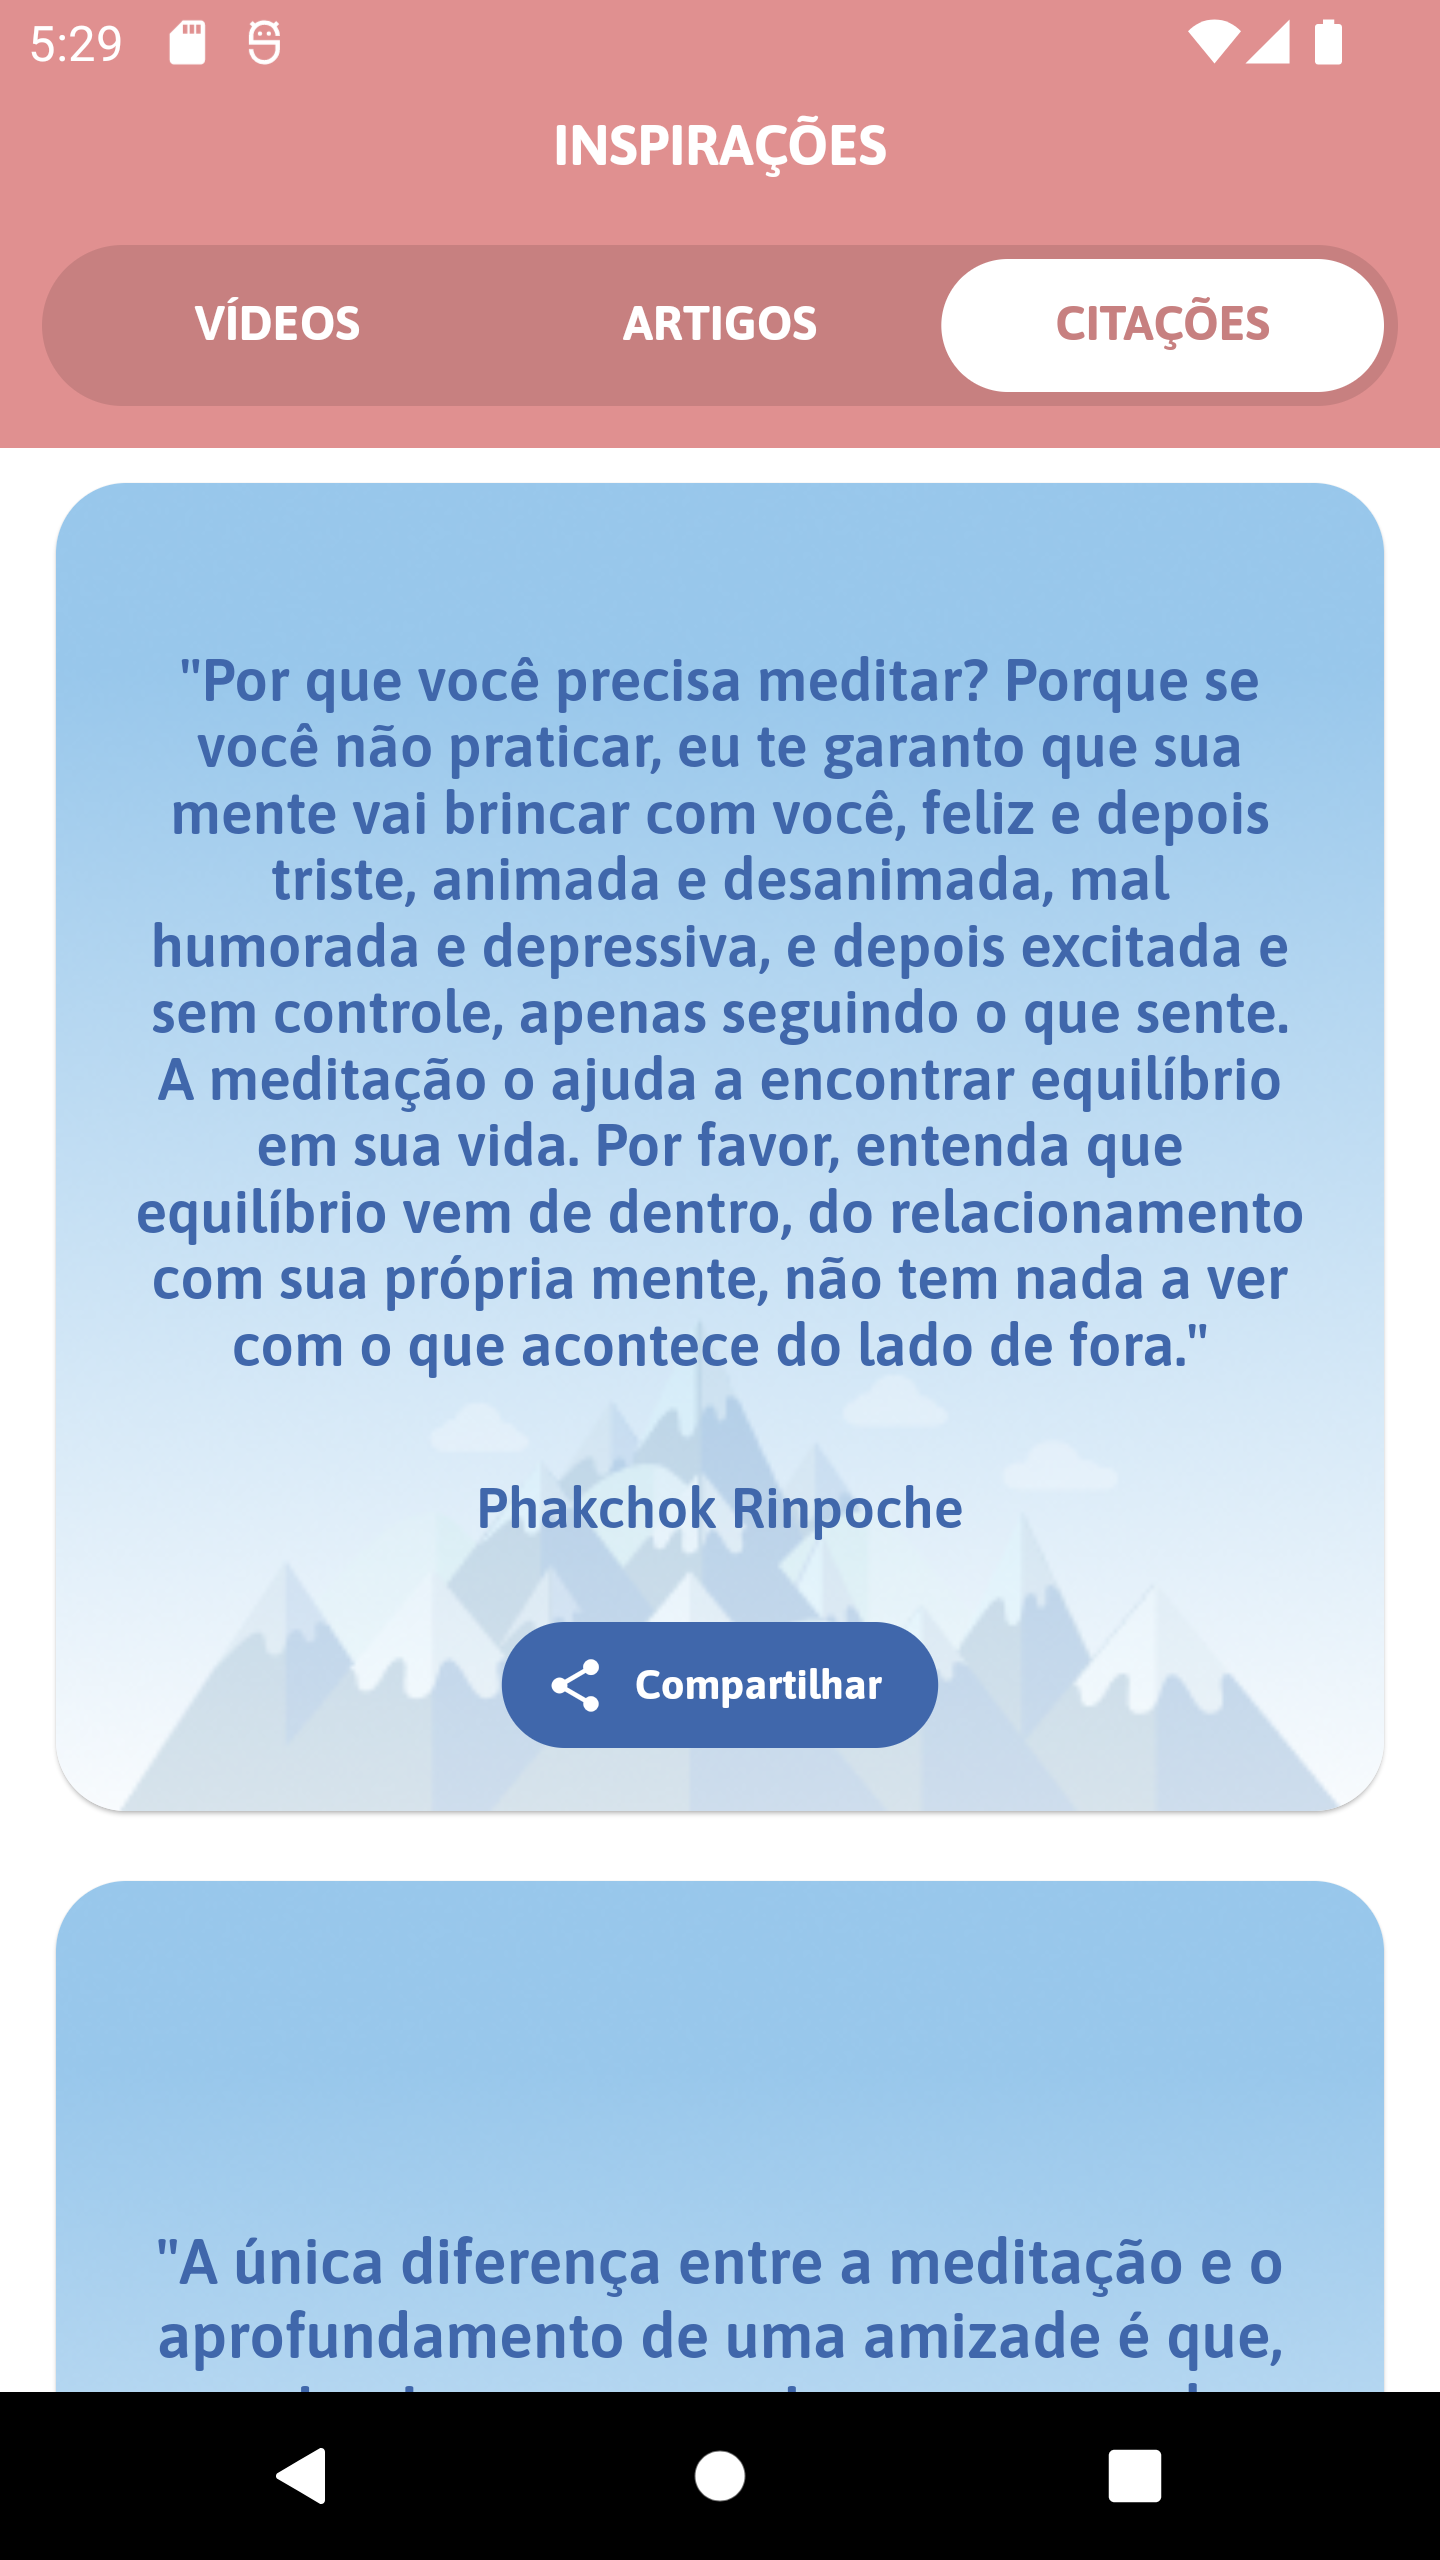 5:29
INSPIRAÇÕES
VÍDEOS ARTIGOS CITAÇÕES
"Por que você precisa meditar? Porque se
você não praticar, eu te garanto que sua
mente vai brincar com você, feliz e depois
triste, animada e desanimada, mal
humorada e depressiva, e depois excitada e
sem controle, apenas seguindo o que sente.
A meditação o ajuda a encontrar equilíbrio
em sua vida. Por favor, entenda que
equilíbrio vem de dentro, do relacionamento
com sua própria mente, não tem nada a ver
com o que acontece do lado de fora."
Phakchok Rinpoche
Compartilhar
"A única diferença entre a meditação e o
aprofundamento de uma amizade é que,